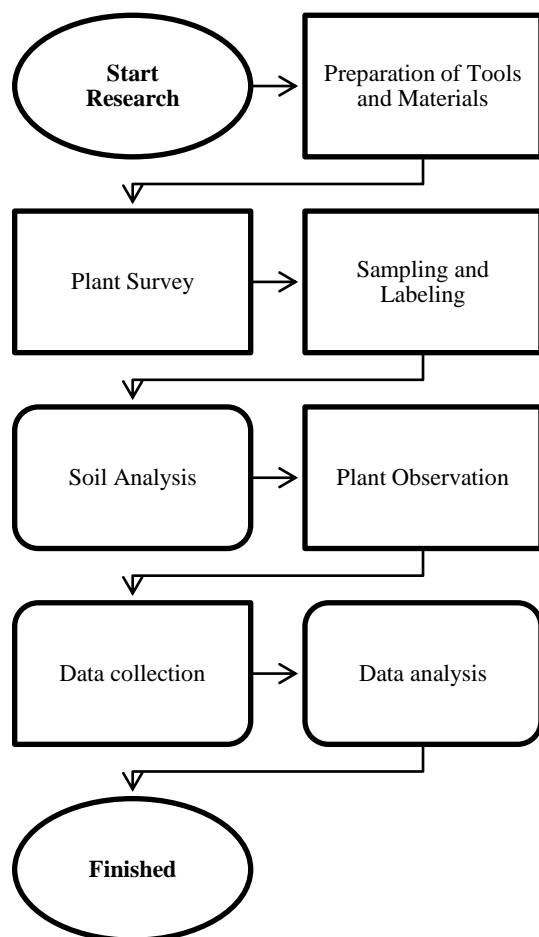 Start
Research
Preparation of Tools
and Materials
Plant Survey
Sampling and
Labeling
Soil Analysis
Plant Observation
Data collection
Data analysis
Finished